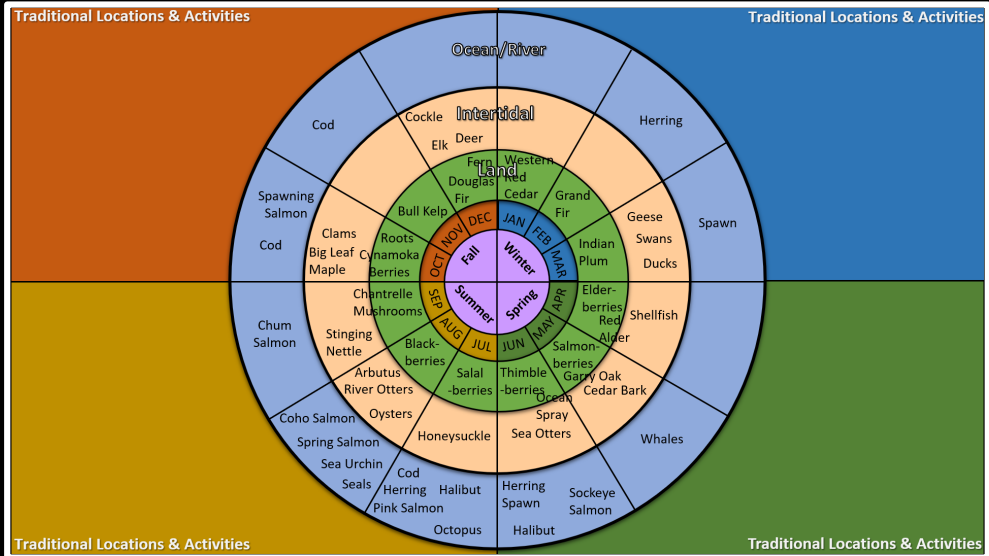 Traditional Locations & Activities
Traditional Locations & Activities
Ocean/River
Intertidal
Land
Cod
Herring
Spawning
Salmon
Cod
Spawn
Chum
Salmon
Whales
Coho Salmon
Spring Salmon
Sea Urchin
Seals
Cod
Herring
Pink Salmon
Halibut
Octopus
Herring
Spawn
Sockeye
Salmon
Halibut
Cockle
Elk
Deer
Geese
Swans
Ducks
Clams
Big Leaf
Maple
Shellfish
Stinging
Nettle
Arbutus
River Otters
Oysters
Honeysuckle
Ocean
Spray
Sea Otters
Garry Oak
Cedar Bark
Fern
Douglas
Fir
Western
Red
Cedar
Bull Kelp
Grand
Fir
Roots
Cynamoka
Berries
Indian
Plum
Chantrelle
Mushrooms
Elder-
berries
Red
Alder
Black-
berries
Salmon-
berries
Salal
-berries
Thimble
-berries
DEC
JAN
NOV
FEB
OCT
MAR
SEP
APR
AUG
MAY
JUL
JUN
Fall
Winter
Summer
Spring
Traditional Locations & Activities
Traditional Locations & Activities